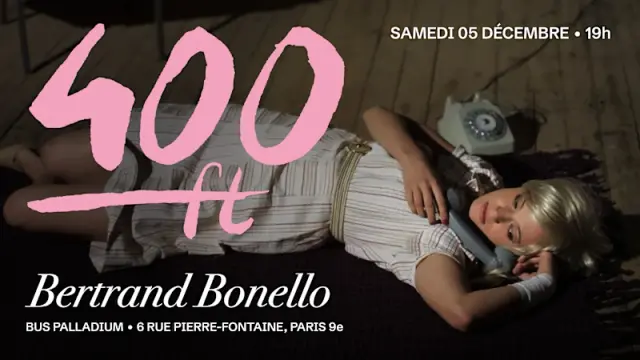 SAMEDI 05 DÉCEMBRE • 19h
400
ft
Bertrand Bonello
BUS PALLADIUM • 6 RUE PIERRE-FONTAINE, PARIS 9e